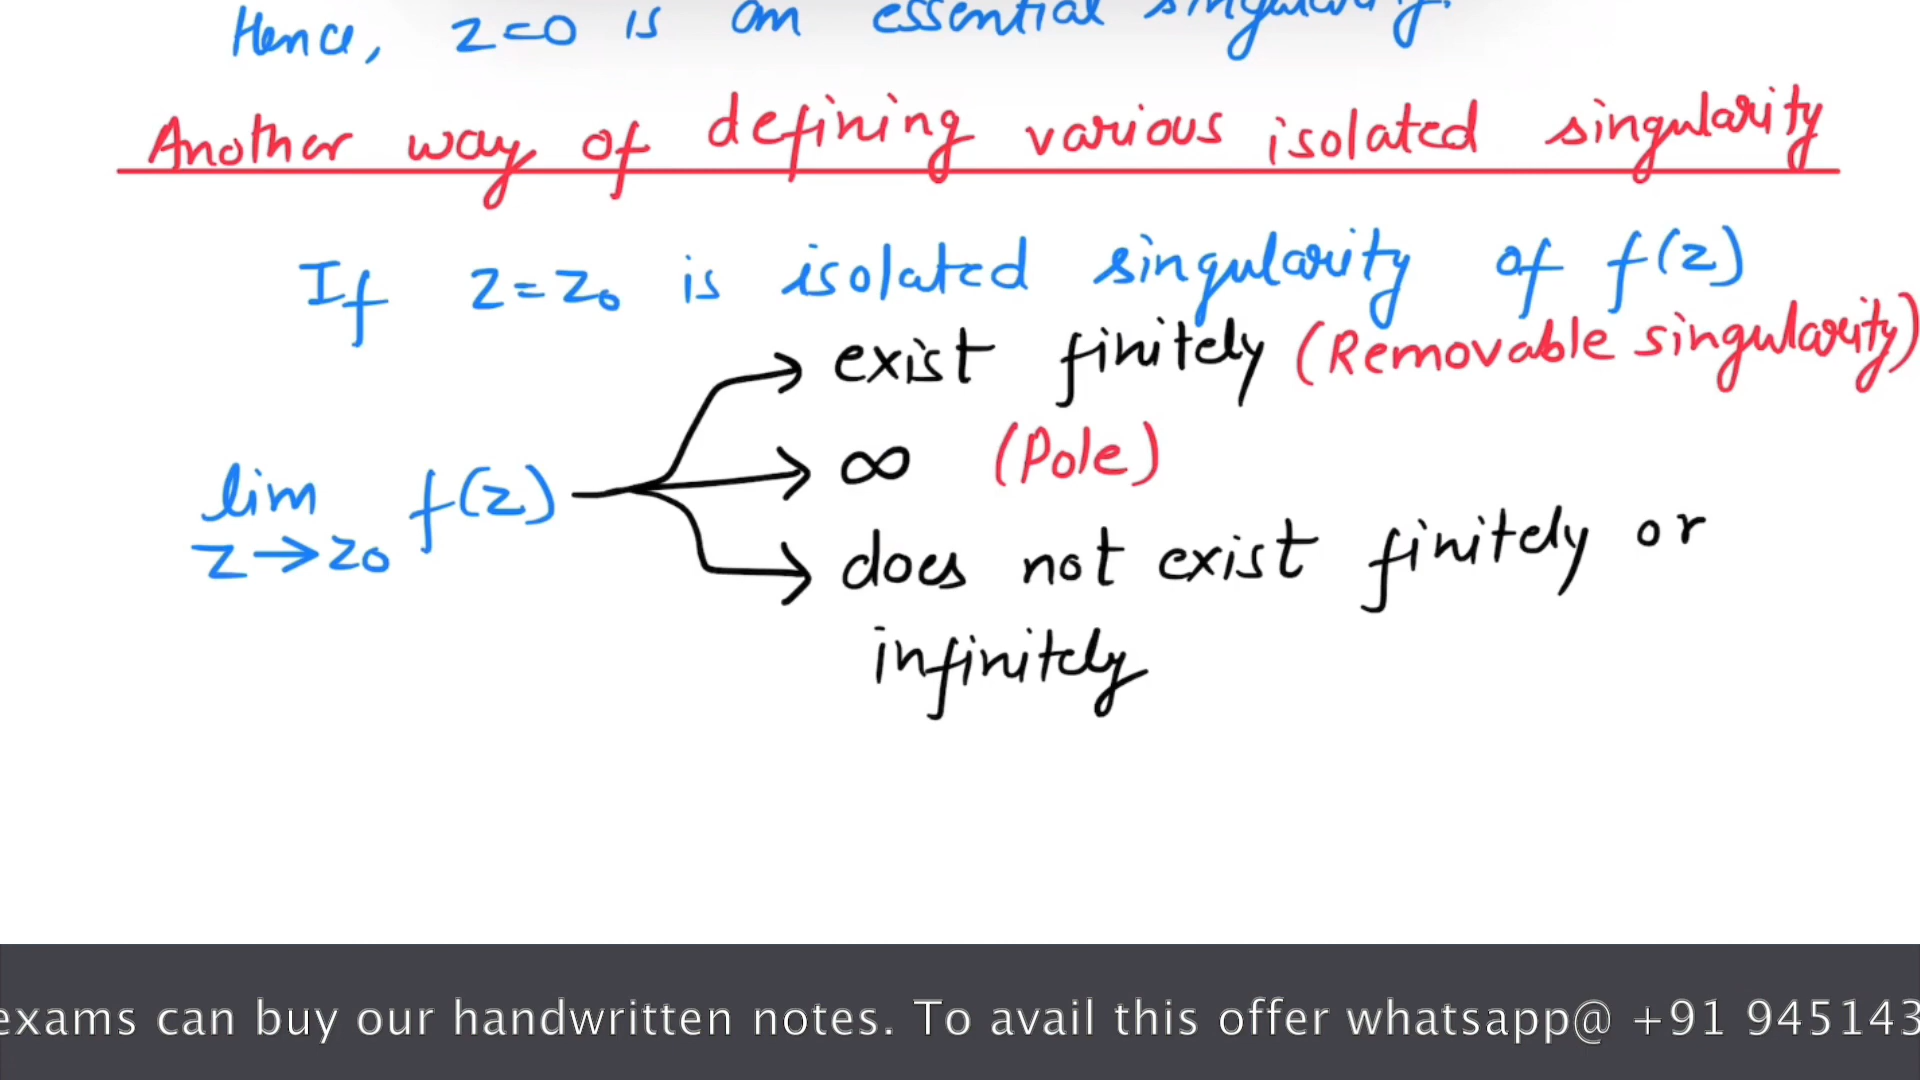 Hence, z=0 is an essential singularity.
Another way of defining various isolated singularity
If z=z₀ is isolated singularity of f(z)
exist finitely (Removable singularity)
∞ (Pole)
lim f(z)
z→z₀
does not exist finitely or
infinitely
exams can buy our handwritten notes. To avail this offer whatsapp@ +91 945143